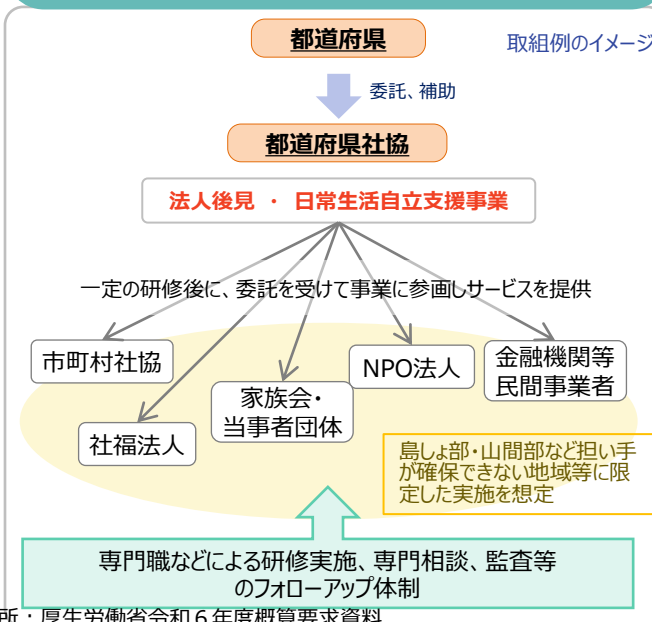 都道府県
取組例のイメージ
委託、補助
都道府県社協
法人後見 ・ 日常生活自立支援事業
一定の研修後に、委託を受けて事業に参画しサービスを提供
市町村社協
社福法人
家族会・
当事者団体
NPO法人
金融機関等
民間事業者
島しょ部・山間部など担い手
が確保できない地域等に限
定した実施を想定
専門職などによる研修実施、専門相談、監査等
のフォローアップ体制
所：厚生労働省令和６年度概算要求資料